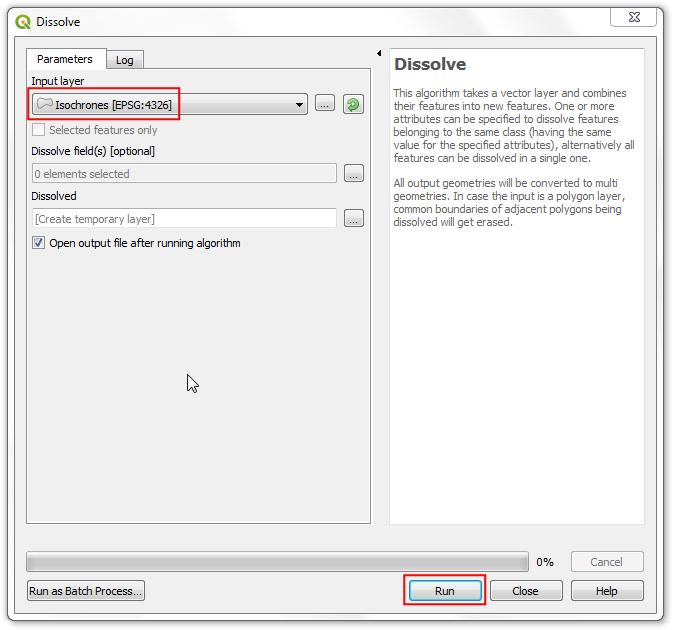 Dissolve
Parameters
Log
Input layer
Isochrones [EPSG:4326]
...
Selected features only
Dissolve field(s) [optional]
0 elements selected
...
Dissolved
[Create temporary layer]
...
Open output file after running algorithm
Dissolve
This algorithm takes a vector layer and combines
their features into new features. One or more
attributes can be specified to dissolve features
belonging to the same class (having the same
value for the specified attributes), alternatively all
features can be dissolved in a single one.
All output geometries will be converted to multi
geometries. In case the input is a polygon layer,
common boundaries of adjacent polygons being
dissolved will get erased.
0%
Cancel
Run as Batch Process...
Run
Close
Help